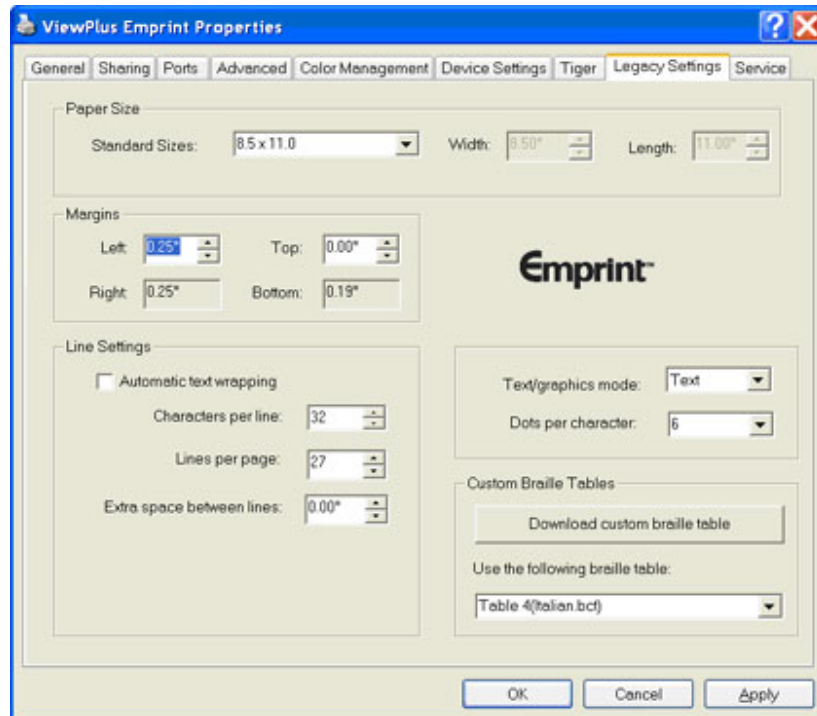 ViewPlus Emprint Properties
General Sharing Ports Advanced Color Management Device Settings Tiger Legacy Settings Service
Paper Size
Standard Sizes: 8.5 x 11.0 Width: 8.50" Length: 11.00"
Margins
Left: 0.25" Top: 0.00"
Right: 0.25" Bottom: 0.19"
Emprint™
Line Settings
Automatic text wrapping
Characters per line: 32
Lines per page: 27
Extra space between lines: 0.00"
Text/graphics mode: Text
Dots per character: 6
Custom Braille Tables
Download custom braille table
Use the following braille table:
Table 4(Italian.bct)
OK Cancel Apply